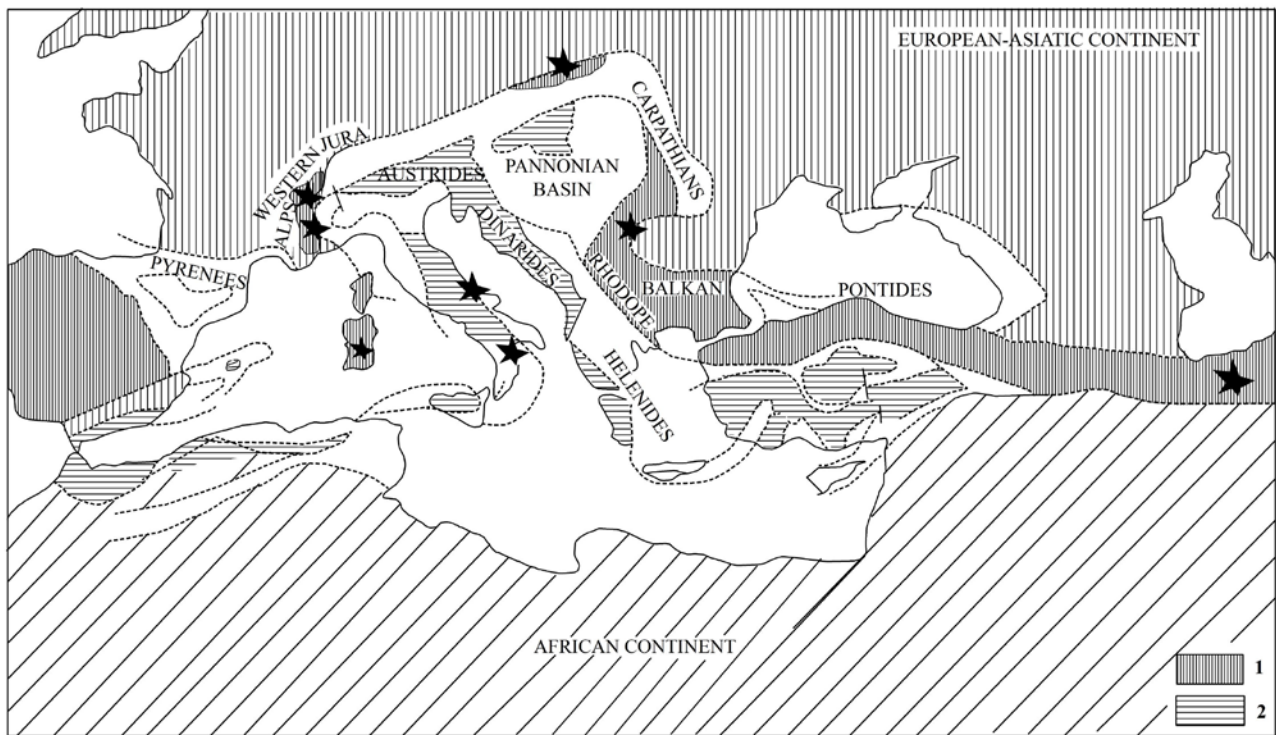 EUROPEAN-ASIATIC CONTINENT
CARPATHIANS
WESTERN JURA
ALPS
AUSTRIDES
PANNONIAN
BASIN
DINARIDES
PYRENEES
RHODOPE
BALKAN
PONTIDES
HELENIDES
AFRICAN CONTINENT
1
2